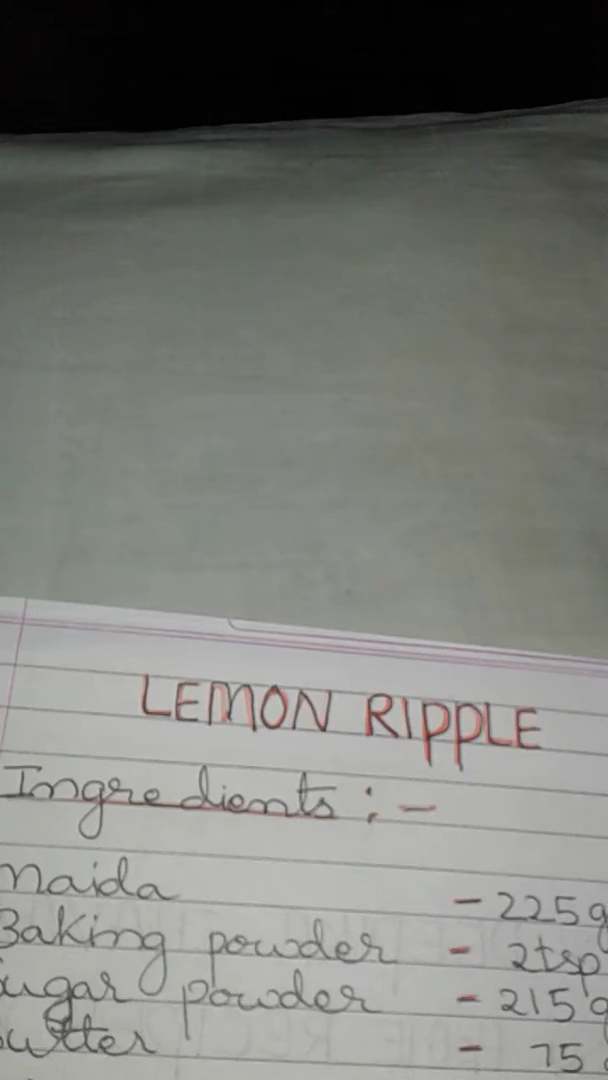 LEMON RIPPLE
Ingredients :-
Maida - 225g
Baking powder - 2tsp
ugar powder - 215g
utter - 75